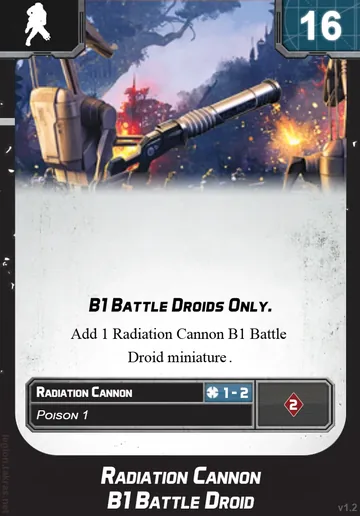 16
B1 Battle Droids Only.
Add 1 Radiation Cannon B1 Battle
Droid miniature.
Radiation Cannon 1 - 2
Poison 1
2
Radiation Cannon
B1 Battle Droid
v1.2